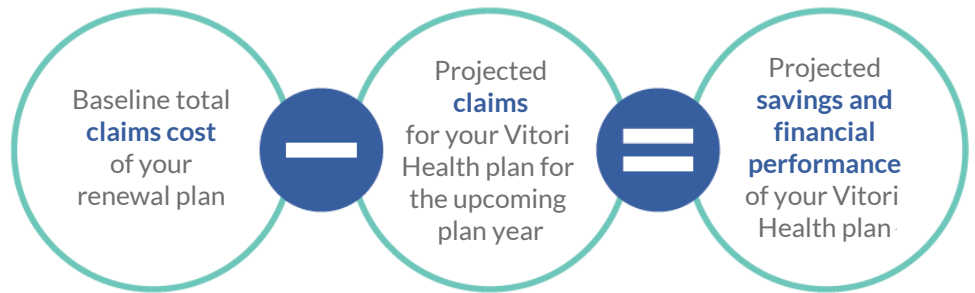 Baseline total
claims cost
of your
renewal plan
Projected
claims
for your Vitori
Health plan for
the upcoming
plan year
Projected
savings and
financial
performance
of your Vitori
Health plan